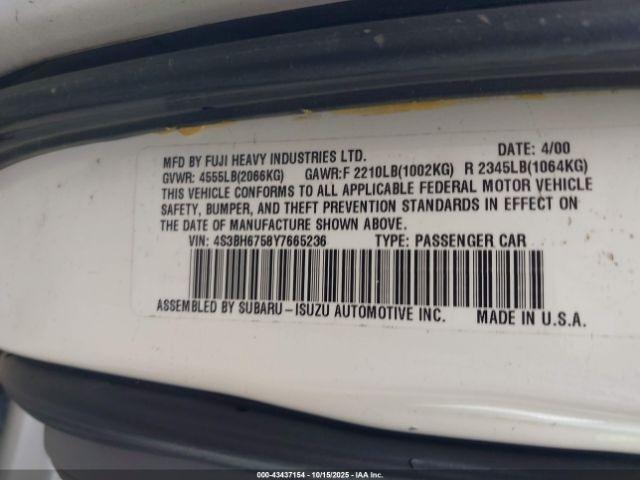 DATE: 4/00
MFD BY FUJI HEAVY INDUSTRIES LTD.
GVWR: 4555LB(2066KG) GAWR:F 2210LB(1002KG) R 2345LB(1064KG)
THIS VEHICLE CONFORMS TO ALL APPLICABLE FEDERAL MOTOR VEHICLE
SAFETY, BUMPER, AND THEFT PREVENTION STANDARDS IN EFFECT ON
THE DATE OF MANUFACTURE SHOWN ABOVE.
VIN: 4S3BH6758Y7665236 TYPE: PASSENGER CAR
ASSEMBLED BY SUBARU-ISUZU AUTOMOTIVE INC. MADE IN U.S.A.
000-43437154 - 10/15/2025 - IAA Inc.